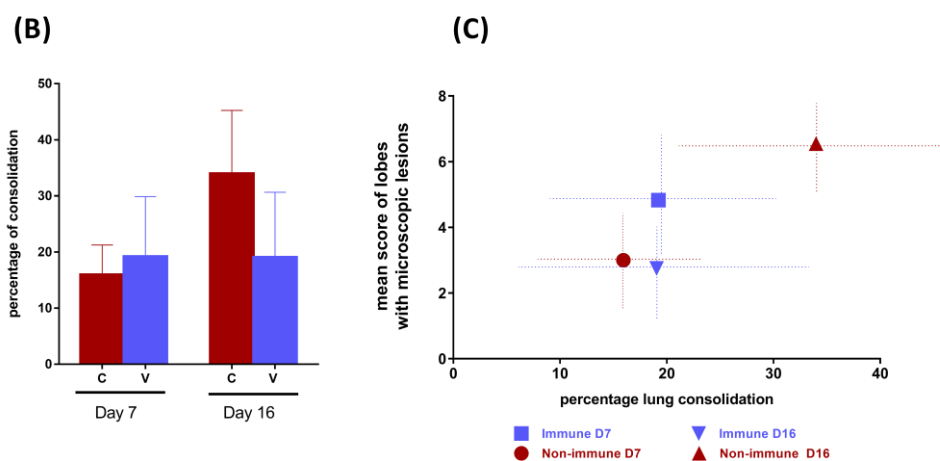 (B)
(C)
percentage of consolidation
50
40
30
20
10
0
C
V
C
V
Day 7
Day 16
mean score of lobes
with microscopic lesions
8
6
4
2
0
0
10
20
30
40
percentage lung consolidation
Immune D7
Immune D16
Non-immune D7
Non-immune  D16